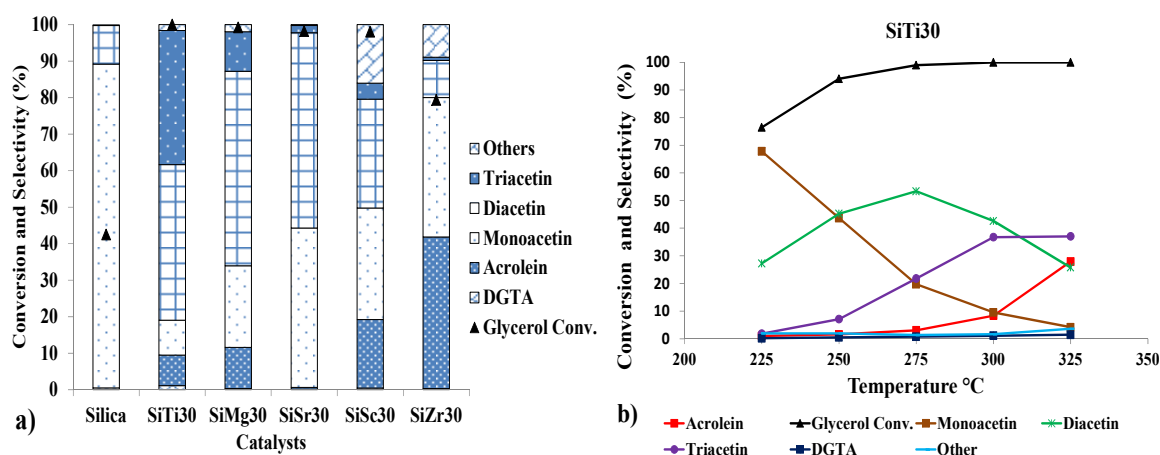 Conversion and Selectivity (%)
100
90
80
70
60
50
40
30
20
10
0
Silica SiTi30 SiMg30 SiSr30 SiSc30 SiZr30
Catalysts
a)
Others
Triacetin
Diacetin
Monoacetin
Acrolein
DGTA
Glycerol Conv.
SiTi30
Conversion and Selectivity (%)
100
90
80
70
60
50
40
30
20
10
0
200 225 250 275 300 325 350
Temperature °C
b)
Acrolein Glycerol Conv. Monoacetin Diacetin
Triacetin DGTA Other